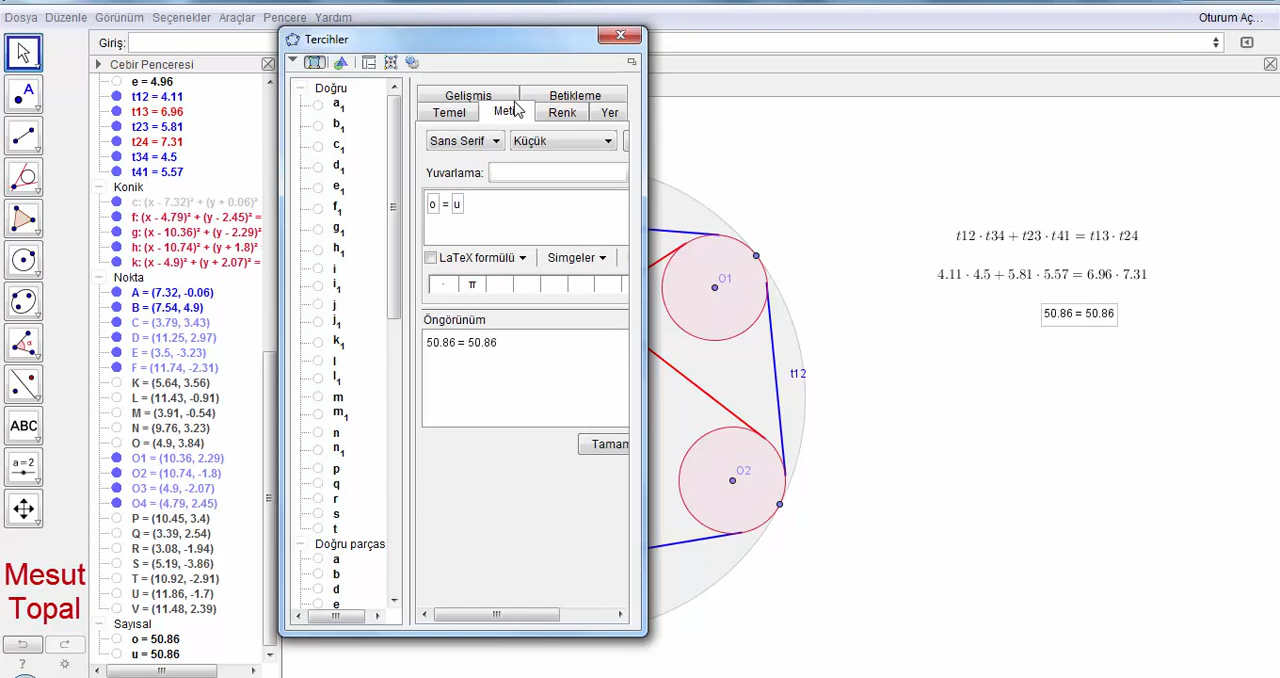 Dosya Düzenle Görünüm Seçenekler Araçlar Pencere Yardım Oturum Aç...
Giriş:
Cebir Penceresi
e = 4.96
t12 = 4.11
t13 = 6.96
t23 = 5.81
t24 = 7.31
t34 = 4.5
t41 = 5.57
Konik
c: (x - 7.32)² + (y + 0.06)² =
f: (x - 4.79)² + (y - 2.45)² =
g: (x - 10.36)² + (y - 2.29)²
h: (x - 10.74)² + (y + 1.8)² =
k: (x - 4.9)² + (y + 2.07)² =
Nokta
A = (7.32, -0.06)
B = (7.54, 4.9)
C = (3.79, 3.43)
D = (11.25, 2.97)
E = (3.5, -3.23)
F = (11.74, -2.31)
K = (5.64, 3.56)
L = (11.43, -0.91)
M = (3.91, -0.54)
N = (9.76, 3.23)
O = (4.9, 3.84)
O1 = (10.36, 2.29)
O2 = (10.74, -1.8)
O3 = (4.9, -2.07)
O4 = (4.79, 2.45)
P = (10.45, 3.4)
Q = (3.39, 2.54)
R = (3.08, -1.94)
S = (5.19, -3.86)
T = (10.92, -2.91)
U = (11.86, -1.7)
V = (11.48, 2.39)
Sayısal
o = 50.86
u = 50.86
A
α
ABC
a=2
Mesut
Topal
?
Tercihler
Doğru
a1
b1
c1
d1
e1
f1
g1
h1
i
i1
j
j1
k1
l
l1
m
m1
n
n1
p
q
r
s
t
Doğru parças
a
b
d
e
Gelişmiş Betikleme
Temel Renk Yer
Sans Serif Küçük
Yuvarlama:
o = u
LaTeX formülü Simgeler
π
Öngörünüm
50.86 = 50.86
Tamam
O1
t12
O2
t12 · t34 + t23 · t41 = t13 · t24
4.11 · 4.5 + 5.81 · 5.57 = 6.96 · 7.31
50.86 = 50.86